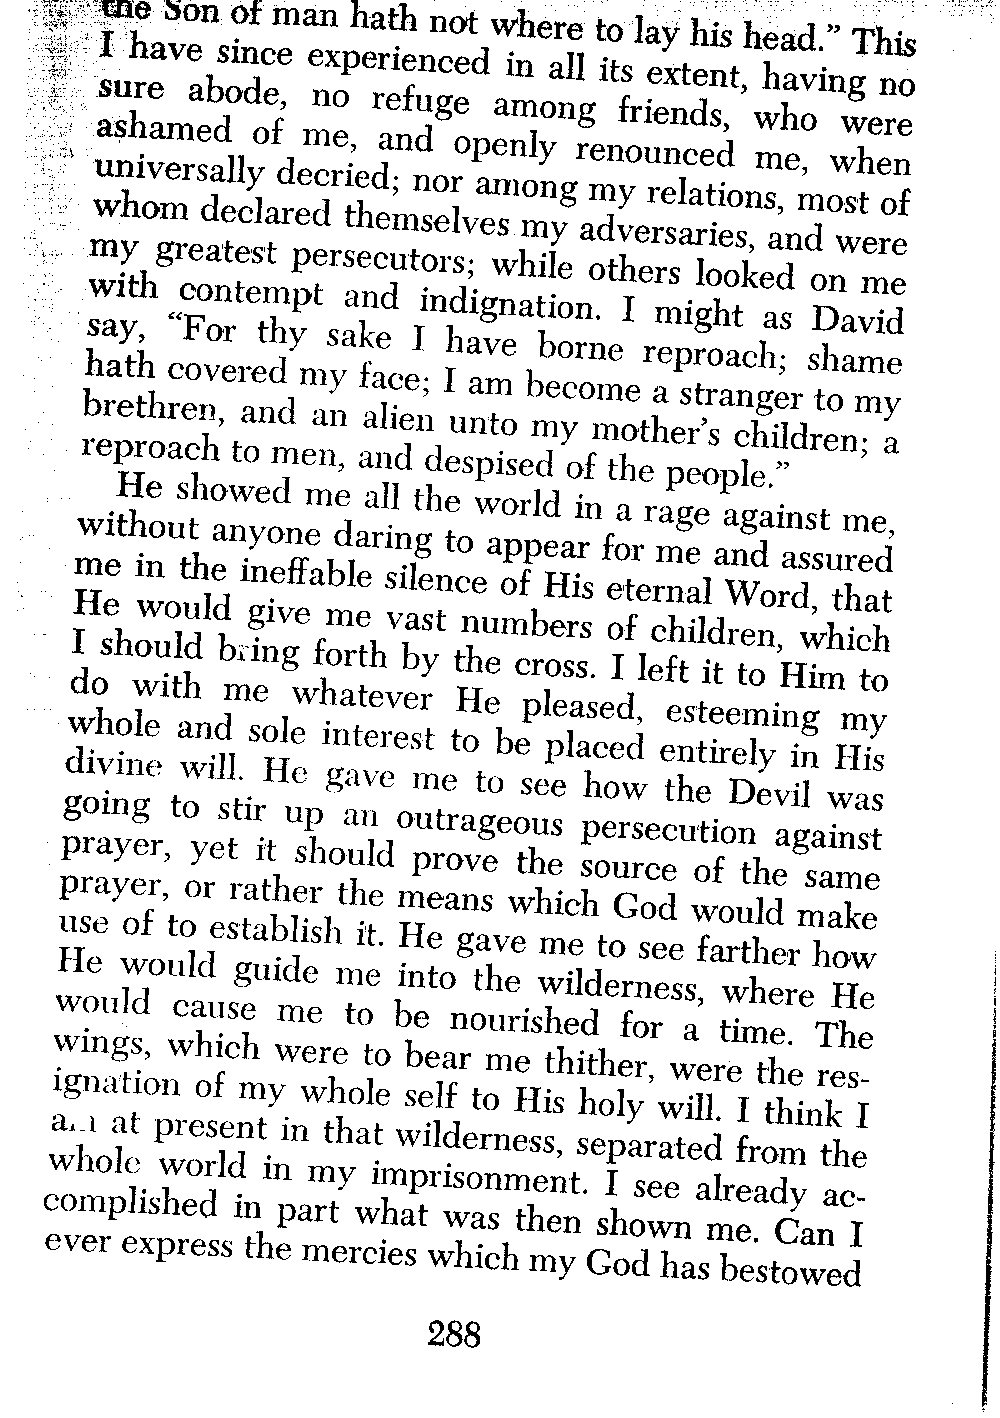 the Son of man hath not where to lay his head.” This
I have since experienced in all its extent, having no
sure abode, no refuge among friends, who were
ashamed of me, and openly renounced me, when
universally decried; nor among my relations, most of
whom declared themselves my adversaries, and were
my greatest persecutors; while others looked on me
with contempt and indignation. I might as David
say, “For thy sake I have borne reproach; shame
hath covered my face; I am become a stranger to my
brethren, and an alien unto my mother’s children; a
reproach to men, and despised of the people.”
He showed me all the world in a rage against me,
without anyone daring to appear for me and assured
me in the ineffable silence of His eternal Word, that
He would give me vast numbers of children, which
I should bring forth by the cross. I left it to Him to
do with me whatever He pleased, esteeming my
whole and sole interest to be placed entirely in His
divine will. He gave me to see how the Devil was
going to stir up an outrageous persecution against
prayer, yet it should prove the source of the same
prayer, or rather the means which God would make
use of to establish it. He gave me to see farther how
He would guide me into the wilderness, where He
would cause me to be nourished for a time. The
wings, which were to bear me thither, were the res-
ignation of my whole self to His holy will. I think I
am at present in that wilderness, separated from the
whole world in my imprisonment. I see already ac-
complished in part what was then shown me. Can I
ever express the mercies which my God has bestowed
288